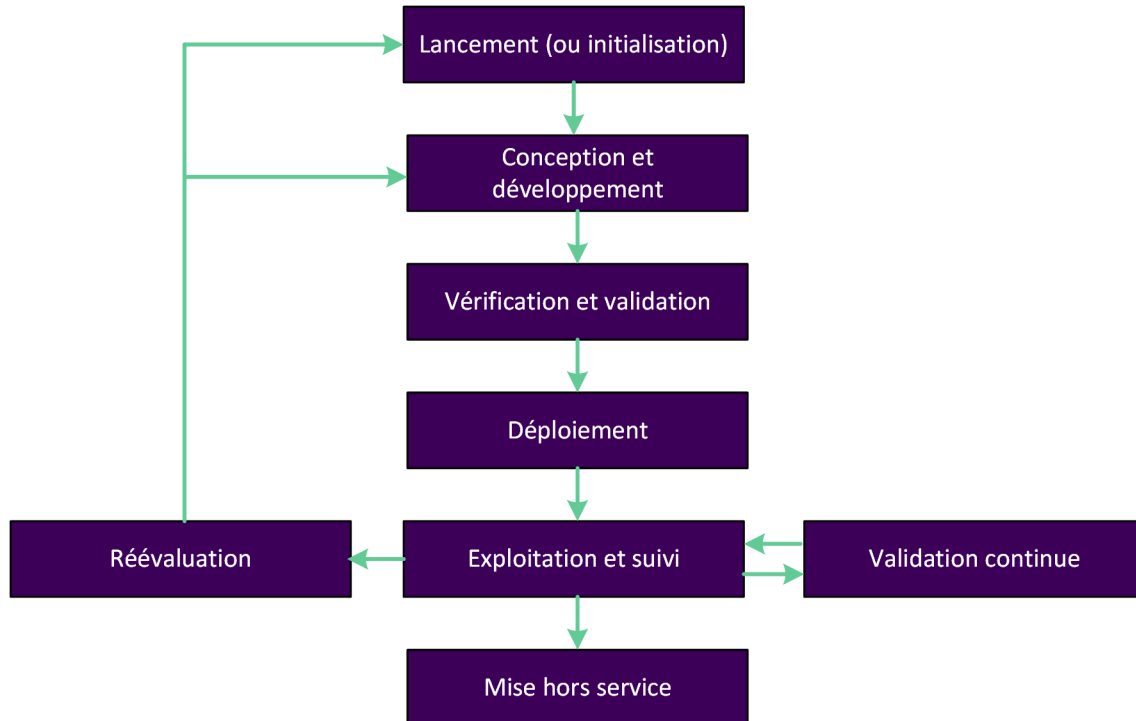 Lancement (ou initialisation)
Conception et
développement
Vérification et validation
Déploiement
Réévaluation
Exploitation et suivi
Validation continue
Mise hors service